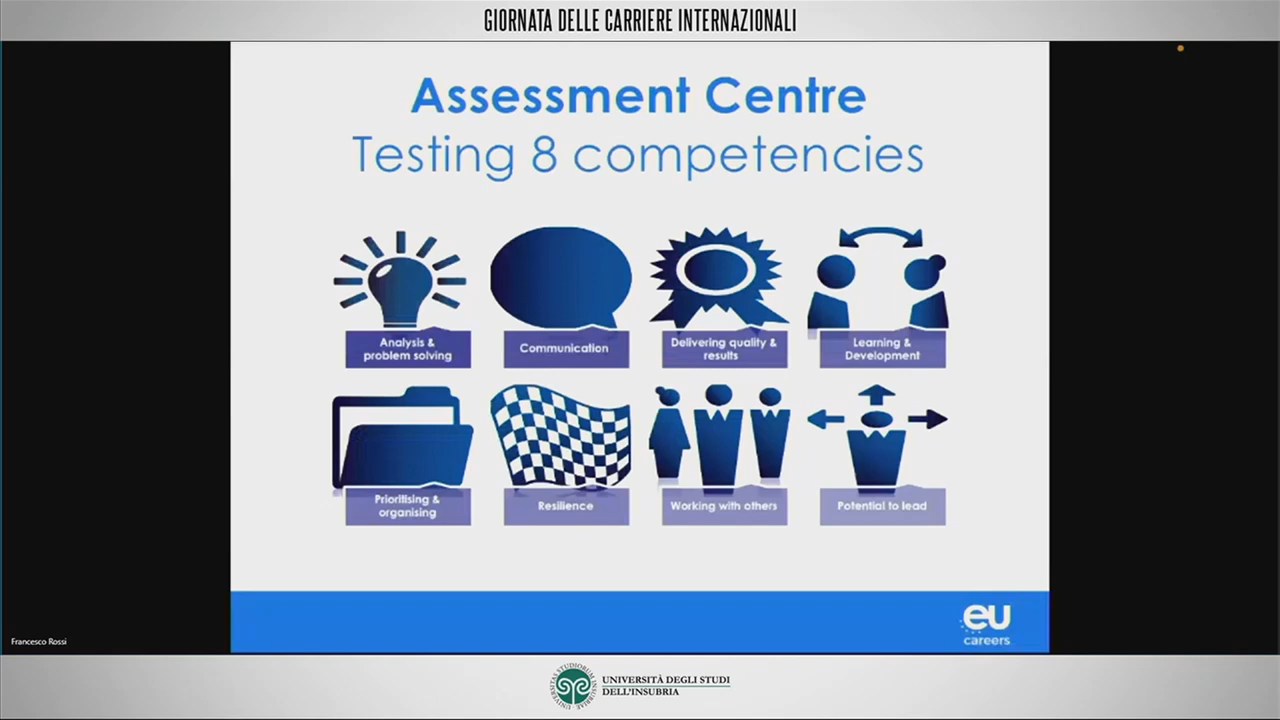 GIORNATA DELLE CARRIERE INTERNAZIONALI
Assessment Centre
Testing 8 competencies
Analysis &
problem solving
Communication
Delivering quality &
results
Learning &
Development
Prioritising &
organising
Resilience
Working with others
Potential to lead
eu
careers
Francesco Rossi
UNIVERSITÀ DEGLI STUDI
DELL'INSUBRIA